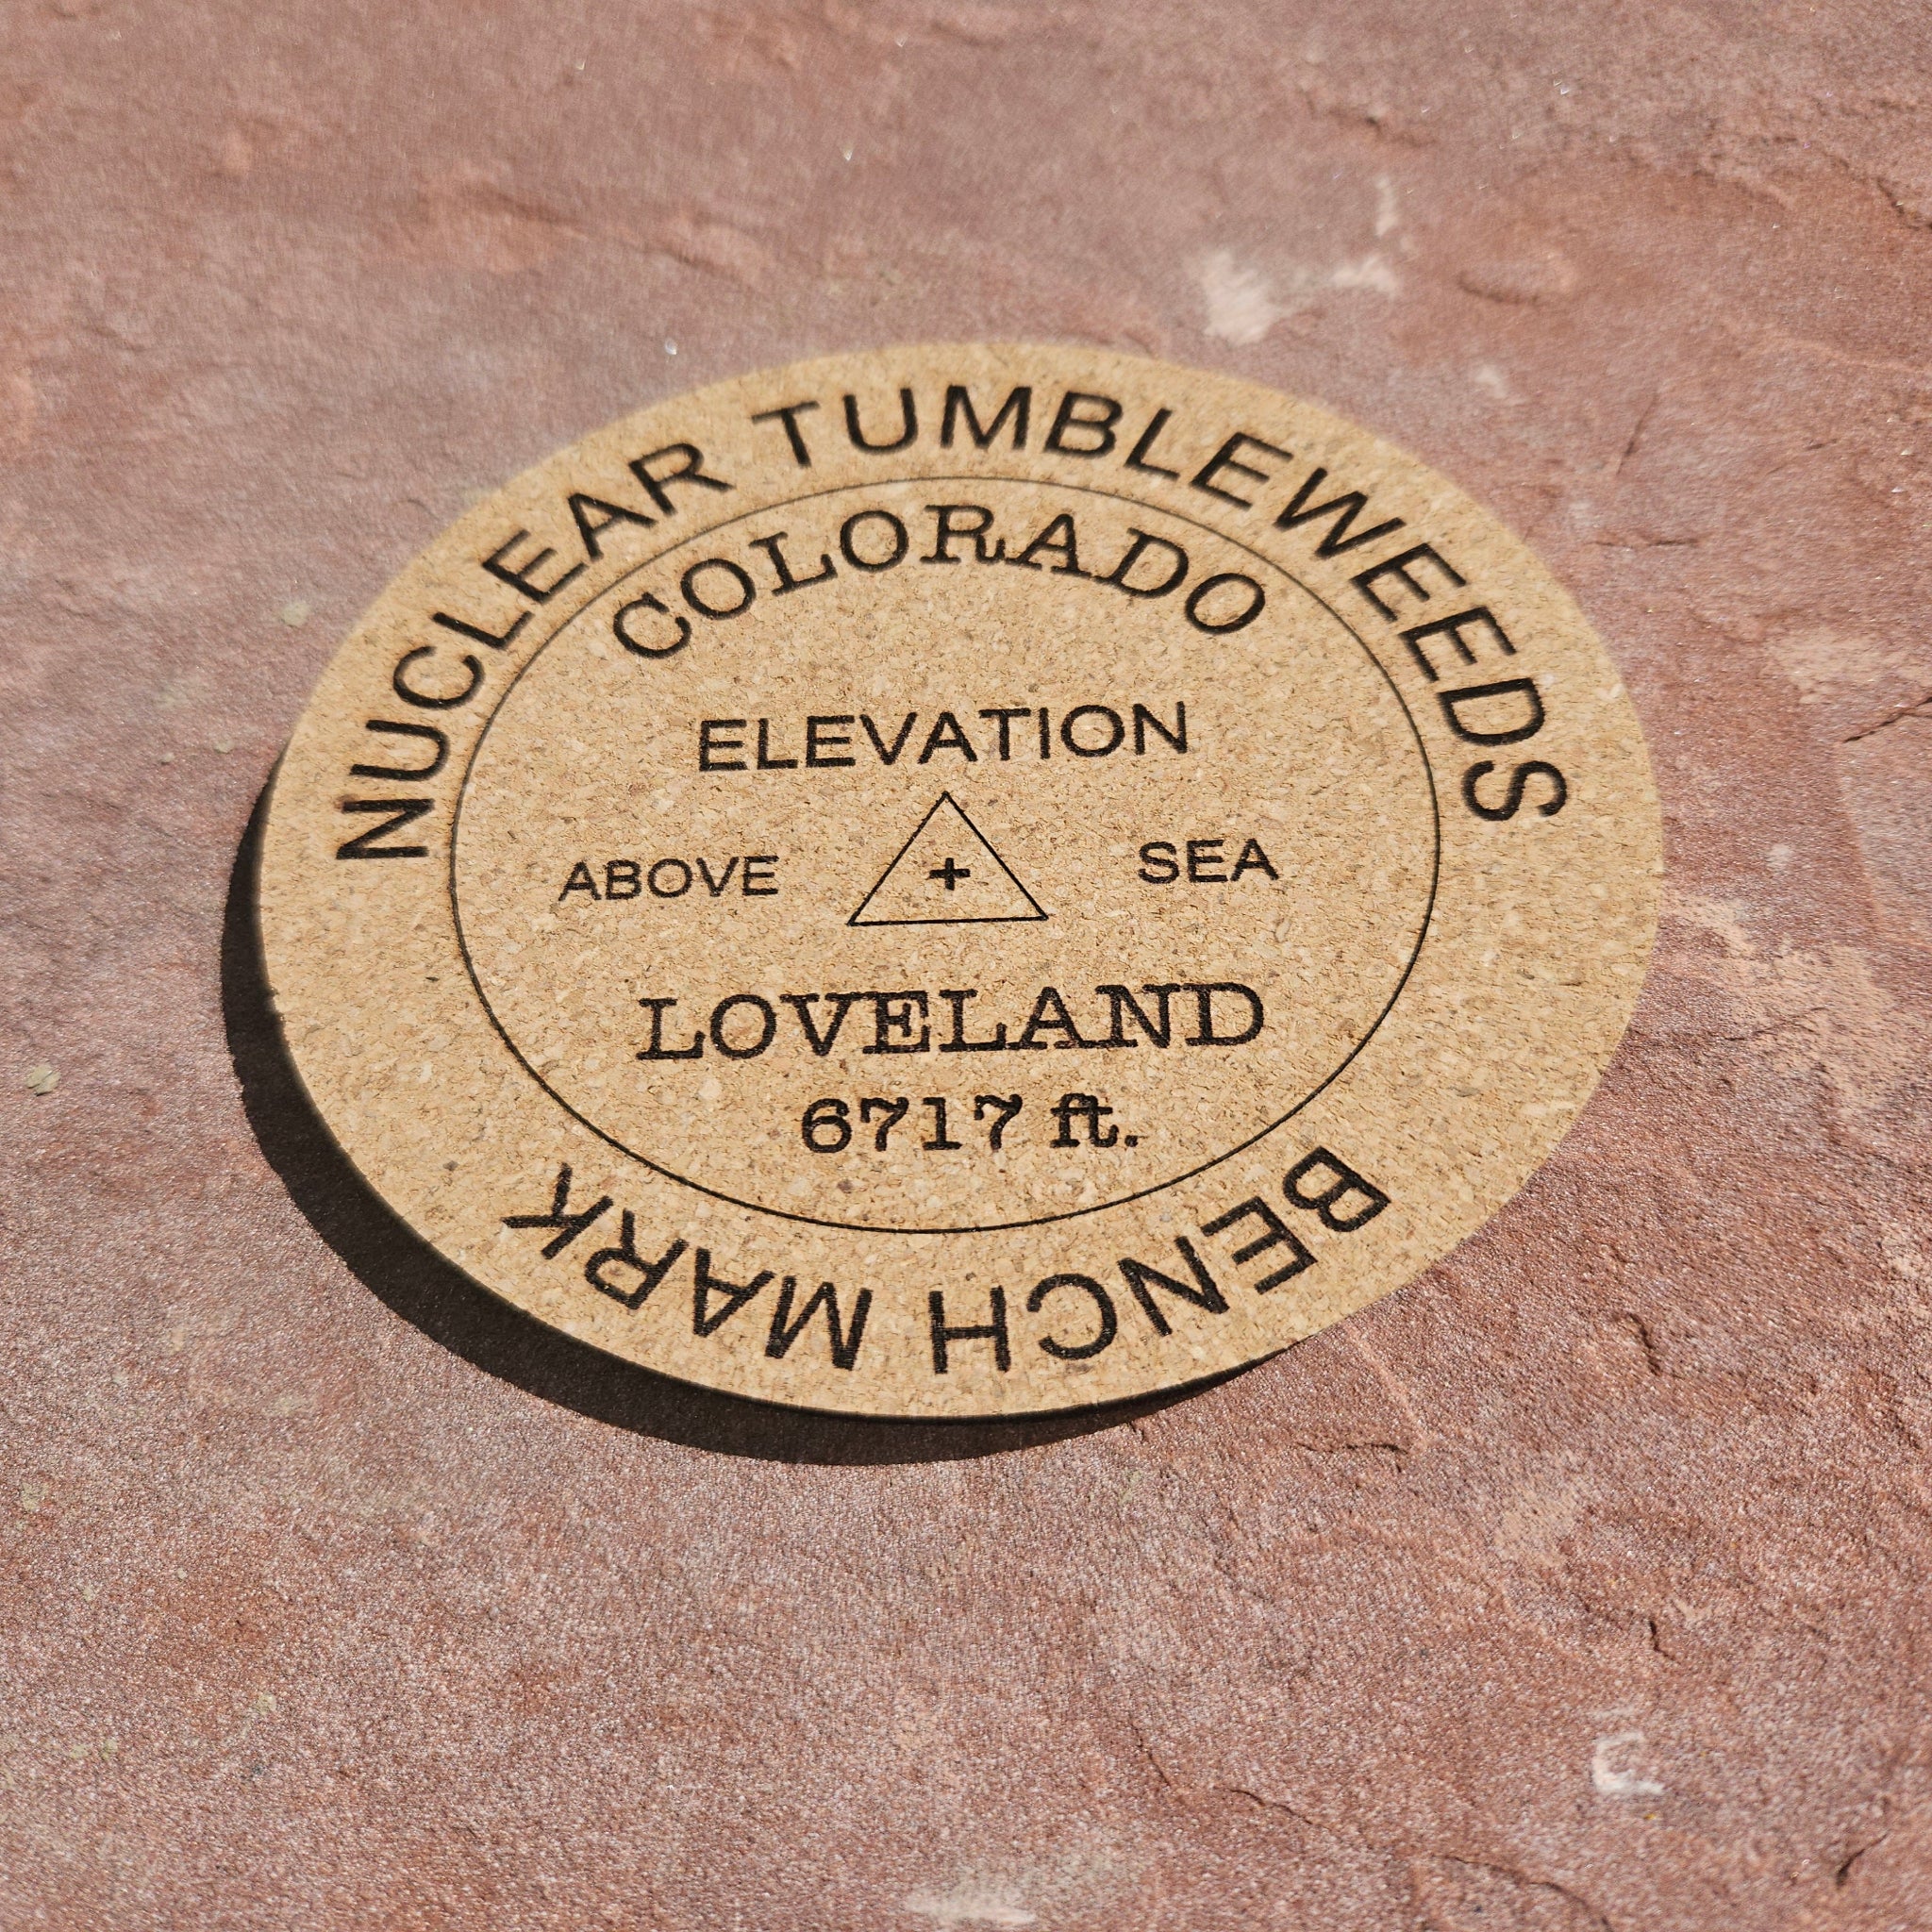 NUCLEAR TUMBLEWEEDS
COLORADO
ELEVATION
ABOVE + SEA
LOVELAND
6717 ft.
BENCH MARK